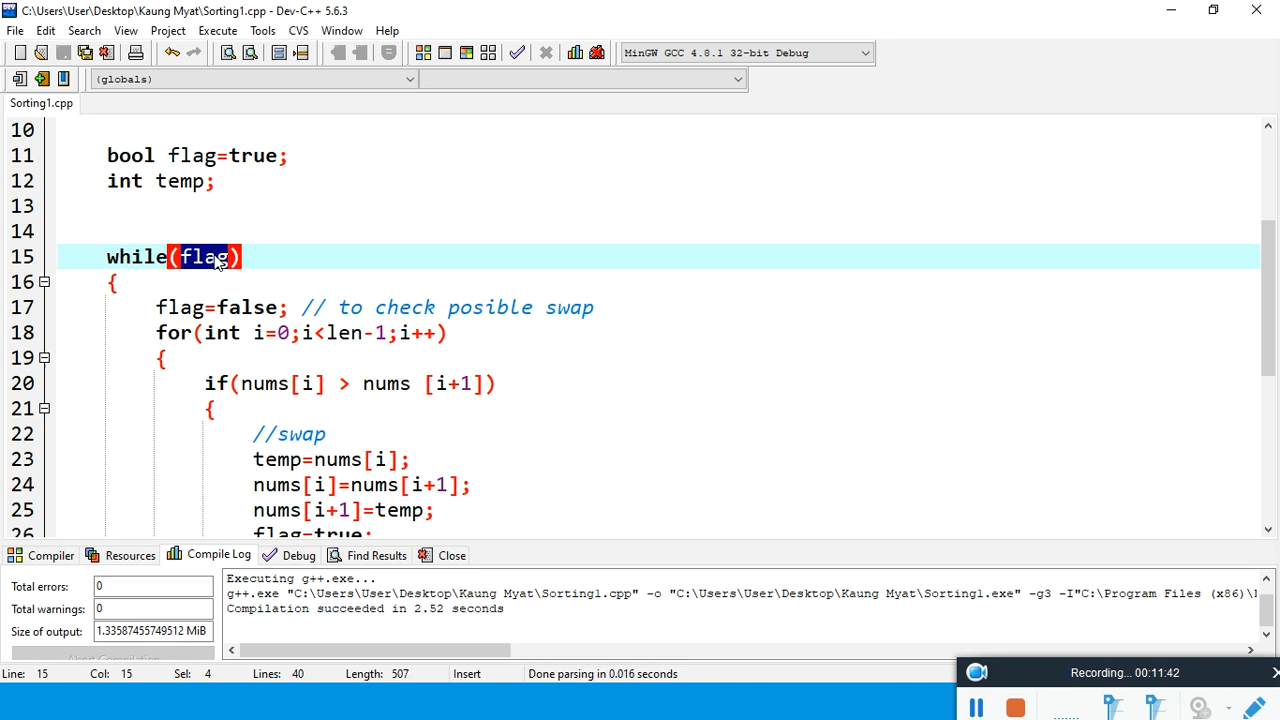 C:\Users\User\Desktop\Kaung Myat\Sorting1.cpp - Dev-C++ 5.6.3
File Edit Search View Project Execute Tools CVS Window Help
MinGW GCC 4.8.1 32-bit Debug
(globals)
Sorting1.cpp
10
11 bool flag=true;
12 int temp;
13
14
15 while(flag)
16 {
17 flag=false; // to check posible swap
18 for(int i=0;i<len-1;i++)
19 {
20 if(nums[i] > nums [i+1])
21 {
22 //swap
23 temp=nums[i];
24 nums[i]=nums[i+1];
25 nums[i+1]=temp;
26 flag=true;
Compiler Resources Compile Log Debug Find Results Close
Total errors: 0
Total warnings: 0
Size of output: 1.33587455749512 MiB
Abort Compilation
Executing g++.exe...
g++.exe "C:\Users\User\Desktop\Kaung Myat\Sorting1.cpp" -o "C:\Users\User\Desktop\Kaung Myat\Sorting1.exe" -g3 -I"C:\Program Files (x86)\
Compilation succeeded in 2.52 seconds
Line: 15 Col: 15 Sel: 4 Lines: 40 Length: 507 Insert Done parsing in 0.016 seconds
Recording... 00:11:42